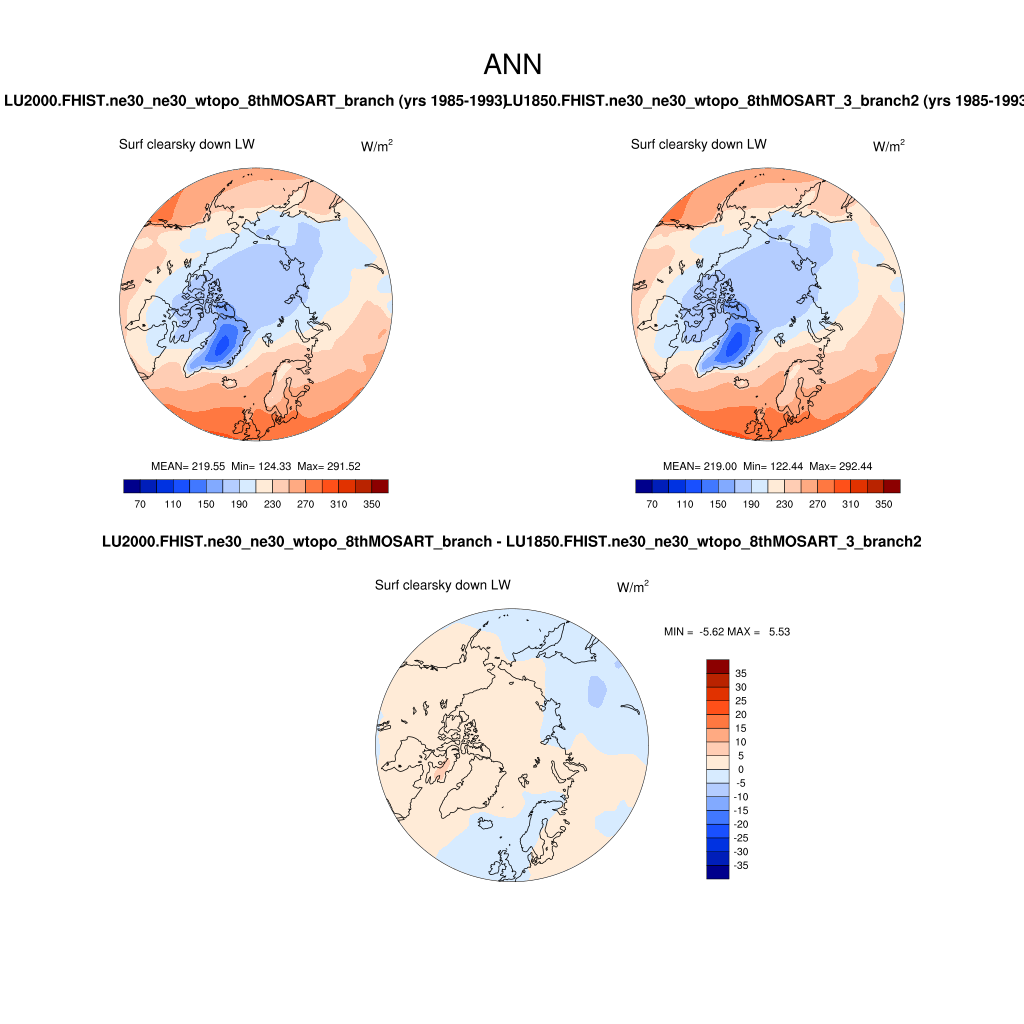 ANN
LU2000.FHIST.ne30_ne30_wtopo_8thMOSART_branch (yrs 1985-1993)
LU1850.FHIST.ne30_ne30_wtopo_8thMOSART_3_branch2 (yrs 1985-1993
Surf clearsky down LW W/m²
Surf clearsky down LW W/m²
MEAN= 219.55 Min= 124.33 Max= 291.52
MEAN= 219.00 Min= 122.44 Max= 292.44
70 110 150 190 230 270 310 350
70 110 150 190 230 270 310 350
LU2000.FHIST.ne30_ne30_wtopo_8thMOSART_branch - LU1850.FHIST.ne30_ne30_wtopo_8thMOSART_3_branch2
Surf clearsky down LW W/m²
MIN = -5.62 MAX = 5.53
35
30
25
20
15
10
5
0
-5
-10
-15
-20
-25
-30
-35